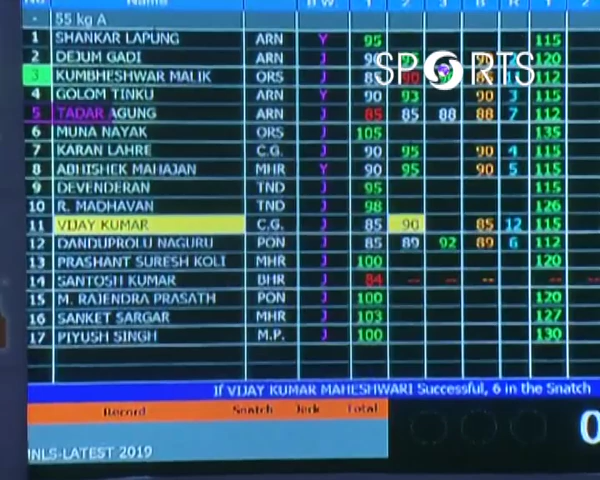 No Name B.W. 1 2 3 B R 1 2
- 55 kg A
1 SHANKAR LAPUNG ARN Y 95 115
2 DEJUM GADI ARN J 90 95 90 120
3 KUMBHESHWAR MALIK ORS J 85 90 112
4 GOLOM TINKU ARN Y 90 93 90 3 115
5 TADAR AGUNG ARN J 85 85 88 88 7 112
6 MUNA NAYAK ORS J 105 135
7 KARAN LAHRE C.G. J 90 95 90 4 115
8 ABHISHEK MAHAJAN MHR Y 90 95 90 5 115
9 DEVENDERAN TND J 95 115
10 R. MADHAVAN TND J 98 126
11 VIJAY KUMAR C.G. J 85 90 85 12 115
12 DANDUPROLU NAGURU PON J 85 89 92 89 6 112
13 PRASHANT SURESH KOLI MHR J 100 120
14 SANTOSH KUMAR BHR J 84 -- -- -- -- --
15 M. RAJENDRA PRASATH PON J 100 120
16 SANKET SARGAR MHR J 103 127
17 PIYUSH SINGH M.P. J 100 130
SPORTS
If VIJAY KUMAR MAHESHWARI Successful, 6 in the Snatch
Record Snatch Jerk Total
0
INLS-LATEST 2019